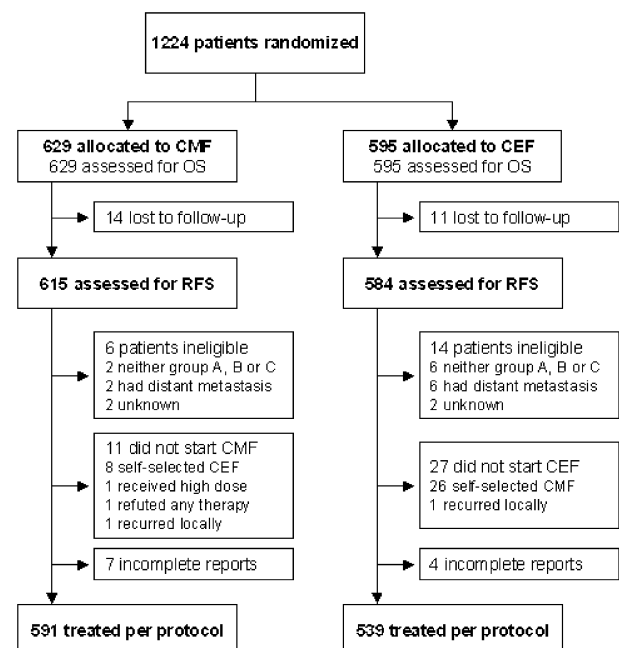 1224 patients randomized
629 allocated to CMF
629 assessed for OS
14 lost to follow-up
615 assessed for RFS
6 patients ineligible
2 neither group A, B or C
2 had distant metastasis
2 unknown
11 did not start CMF
8 self-selected CEF
1 received high dose
1 refuted any therapy
1 recurred locally
7 incomplete reports
591 treated per protocol
595 allocated to CEF
595 assessed for OS
11 lost to follow-up
584 assessed for RFS
14 patients ineligible
6 neither group A, B or C
6 had distant metastasis
2 unknown
27 did not start CEF
26 self-selected CMF
1 recurred locally
4 incomplete reports
539 treated per protocol